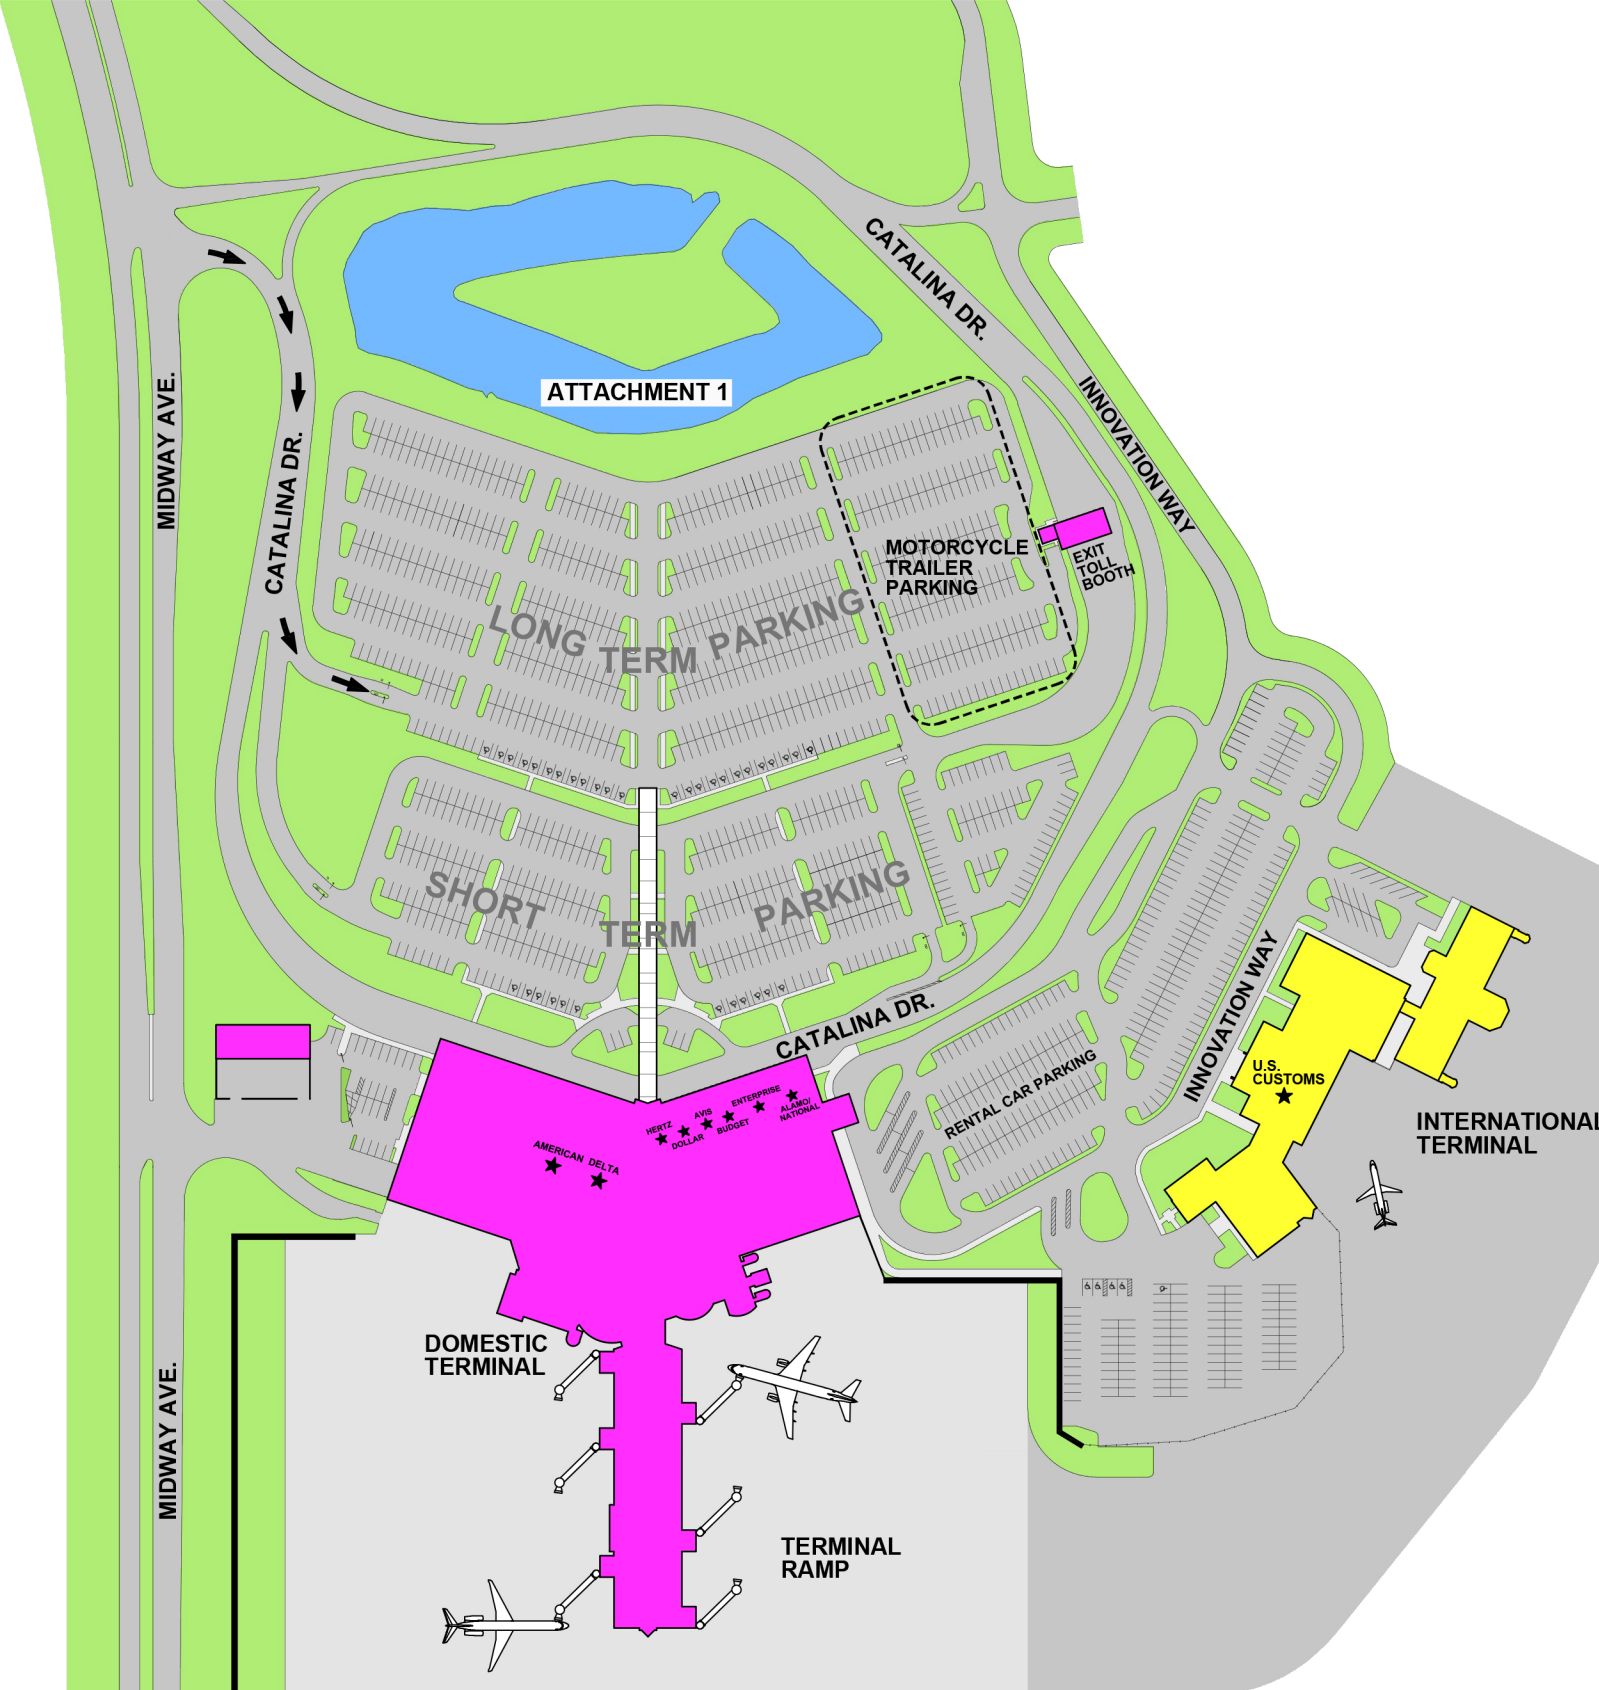 CATALINA DR.
MIDWAY AVE.
ATTACHMENT 1
INNOVATION WAY
CATALINA DR.
MOTORCYCLE
TRAILER
PARKING
EXIT
TOLL
BOOTH
LONG
TERM
PARKING
SHORT
TERM
PARKING
CATALINA DR.
INNOVATION WAY
RENTAL CAR PARKING
U.S.
CUSTOMS
INTERNATIONAL
TERMINAL
HERTZ
DOLLAR
AVIS
BUDGET
ENTERPRISE
ALAMO/
NATIONAL
AMERICAN
DELTA
DOMESTIC
TERMINAL
MIDWAY AVE.
TERMINAL
RAMP